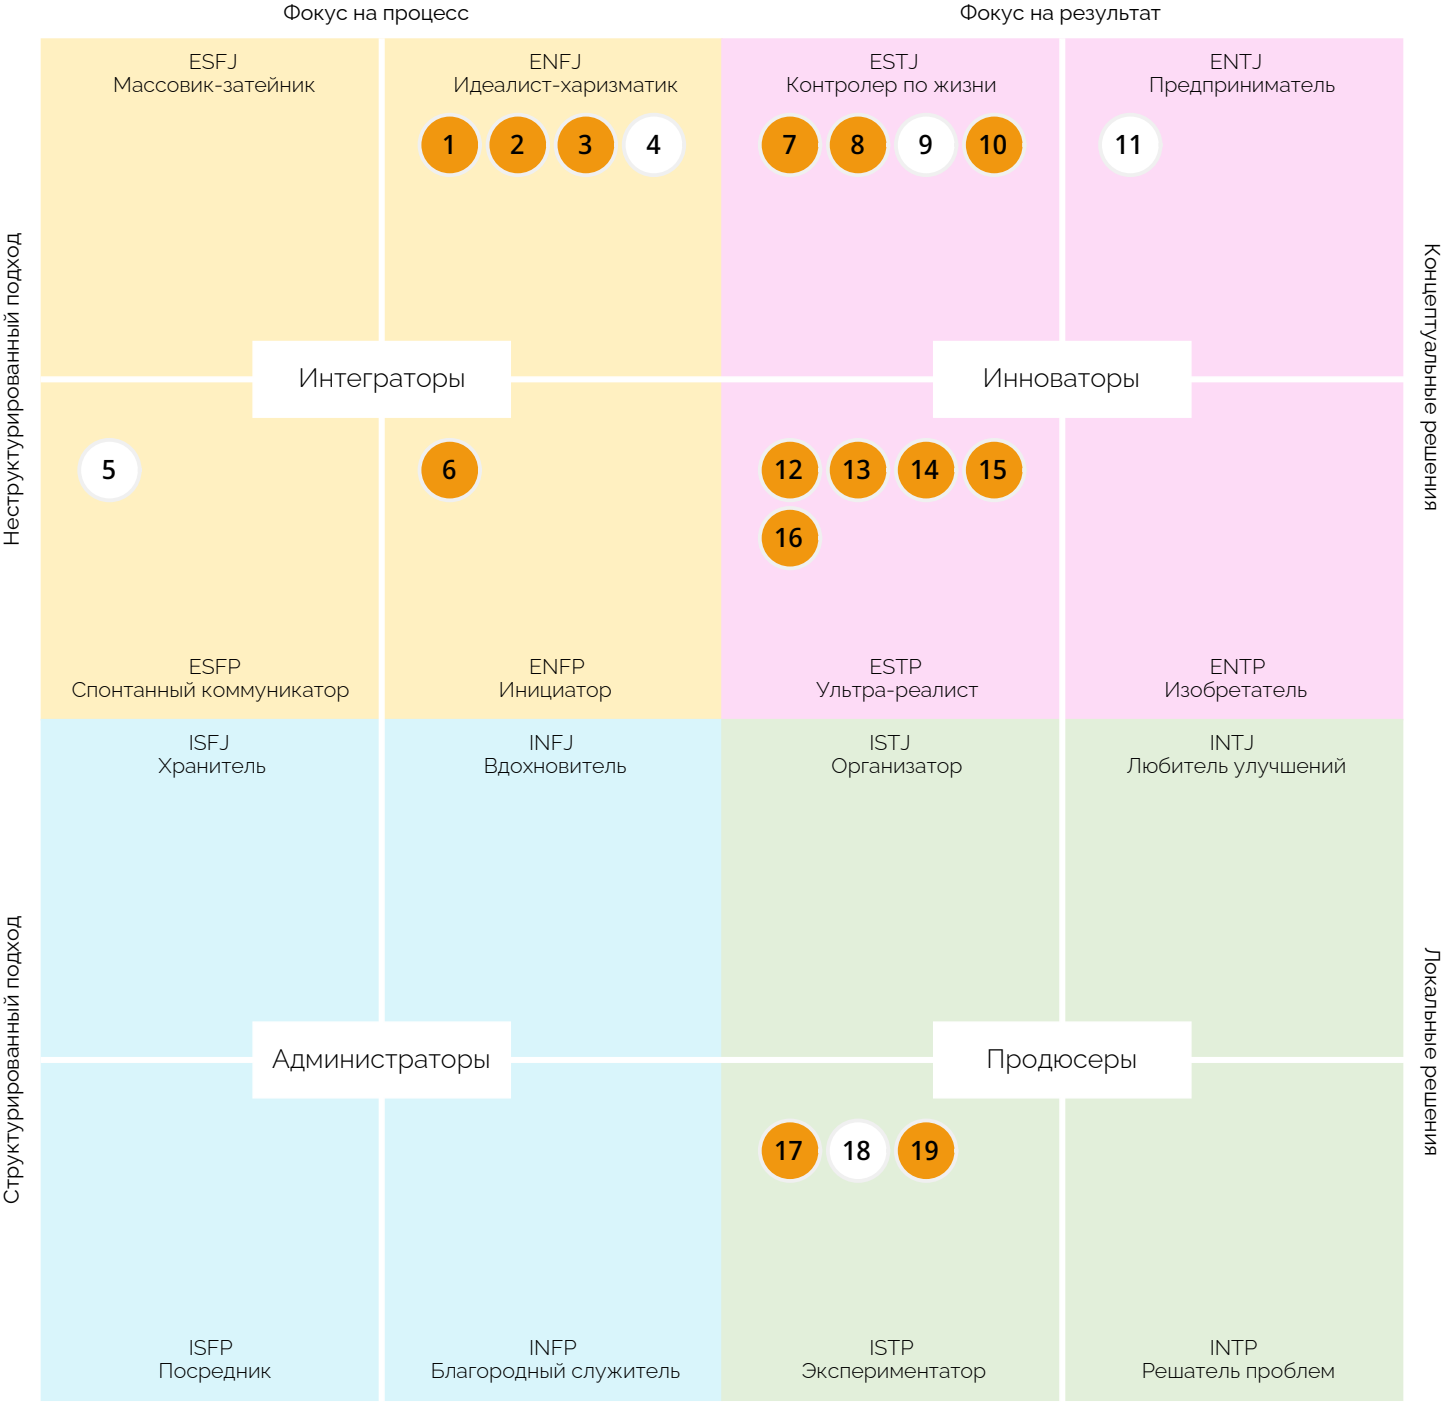 Фокус на процесс
Фокус на результат
ESFJ
Массовик-затейник
ENFJ
Идеалист-харизматик
ESTJ
Контролер по жизни
ENTJ
Предприниматель
1 2 3 4
7 8 9 10
11
Неструктурированный подход
Концептуальные решения
Интеграторы
Инноваторы
5
6
12 13 14 15
16
ESFP
Спонтанный коммуникатор
ENFP
Инициатор
ESTP
Ультра-реалист
ENTP
Изобретатель
ISFJ
Хранитель
INFJ
Вдохновитель
ISTJ
Организатор
INTJ
Любитель улучшений
Структурированный подход
Локальные решения
Администраторы
Продюсеры
17 18 19
ISFP
Посредник
INFP
Благородный служитель
ISTP
Экспериментатор
INTP
Решатель проблем